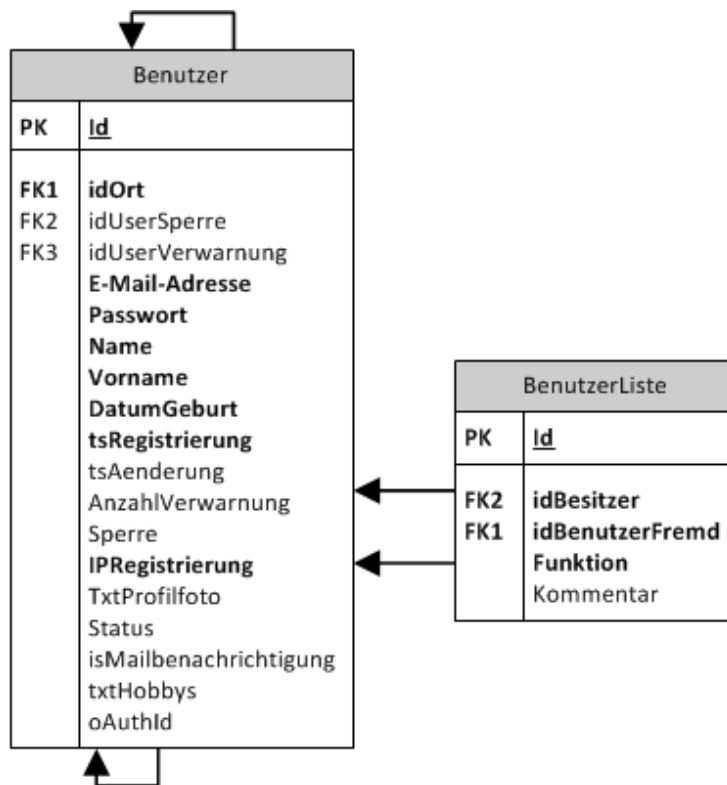 Benutzer
PK Id
FK1 idOrt
FK2 idUserSperre
FK3 idUserVerwarnung
E-Mail-Adresse
Passwort
Name
Vorname
DatumGeburt
tsRegistrierung
tsAenderung
AnzahlVerwarnung
Sperre
IPRegistrierung
TxtProfilfoto
Status
isMailbenachrichtigung
txtHobbys
oAuthId
BenutzerListe
PK Id
FK2 idBesitzer
FK1 idBenutzerFremd
Funktion
Kommentar